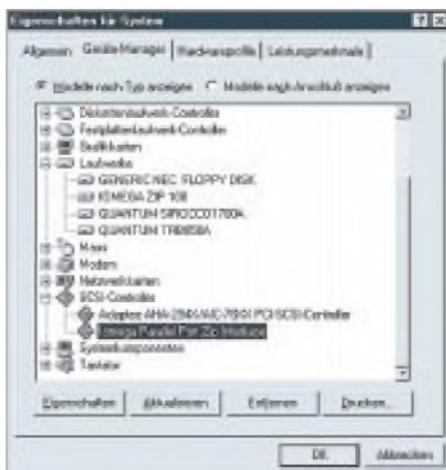 Eigenschaften für System
Allgemein Geräte-Manager Hardwareprofile Leistungsmerkmale
Modelle nach Typ anzeigen Modelle nach Anschluß anzeigen
Diskettenlaufwerk-Controller
Festplattenlaufwerk-Controller
Grafikkarten
Laufwerke
GENERIC NEC FLOPPY DISK
IOMEGA ZIP 100
QUANTUM SIROCCO1700A
QUANTUM TRB850A
Maus
Modem
Netzwerkkarten
SCSI-Controller
Adaptec AHA-294X/AIC-78XX PCI SCSI-Controller
Iomega Parallel Port Zip Interface
Systemkomponenten
Tastatur
Eigenschaften Aktualisieren Entfernen Drucken...
OK Abbrechen